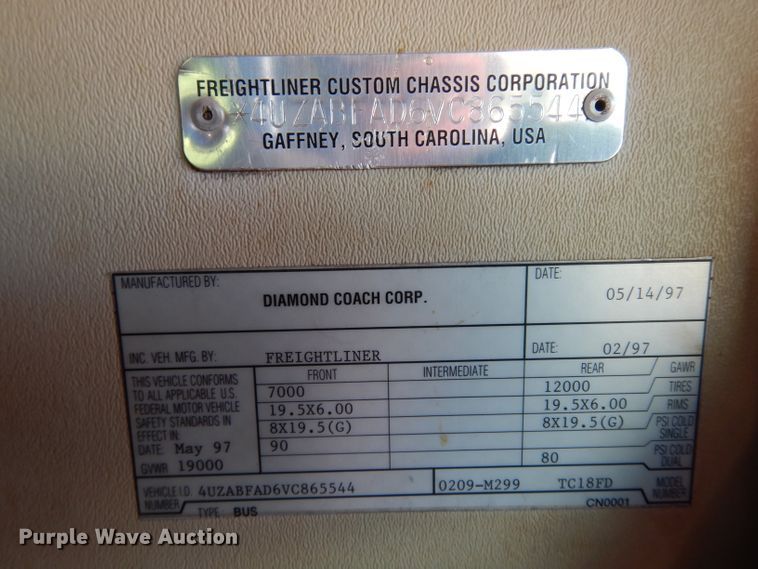 FREIGHTLINER CUSTOM CHASSIS CORPORATION
*4UZABFAD6VC865544
GAFFNEY, SOUTH CAROLINA, USA
MANUFACTURED BY:
DIAMOND COACH CORP.
DATE:
05/14/97
INC. VEH. MFG. BY: FREIGHTLINER
DATE: 02/97
THIS VEHICLE CONFORMS
TO ALL APPLICABLE U.S.
FEDERAL MOTOR VEHICLE
SAFETY STANDARDS IN
EFFECT IN:
DATE: May 97
GVWR 19000
FRONT INTERMEDIATE REAR GAWR
7000 12000 TIRES
19.5X6.00 19.5X6.00 RIMS
8X19.5(G) 8X19.5(G) PSI COLD SINGLE
90
80 PSI COLD DUAL
VEHICLE I.D. NUMBER 4UZABFAD6VC865544 0209-M299 TC18FD MODEL NUMBER
TYPE BUS CN0001
Purple Wave Auction